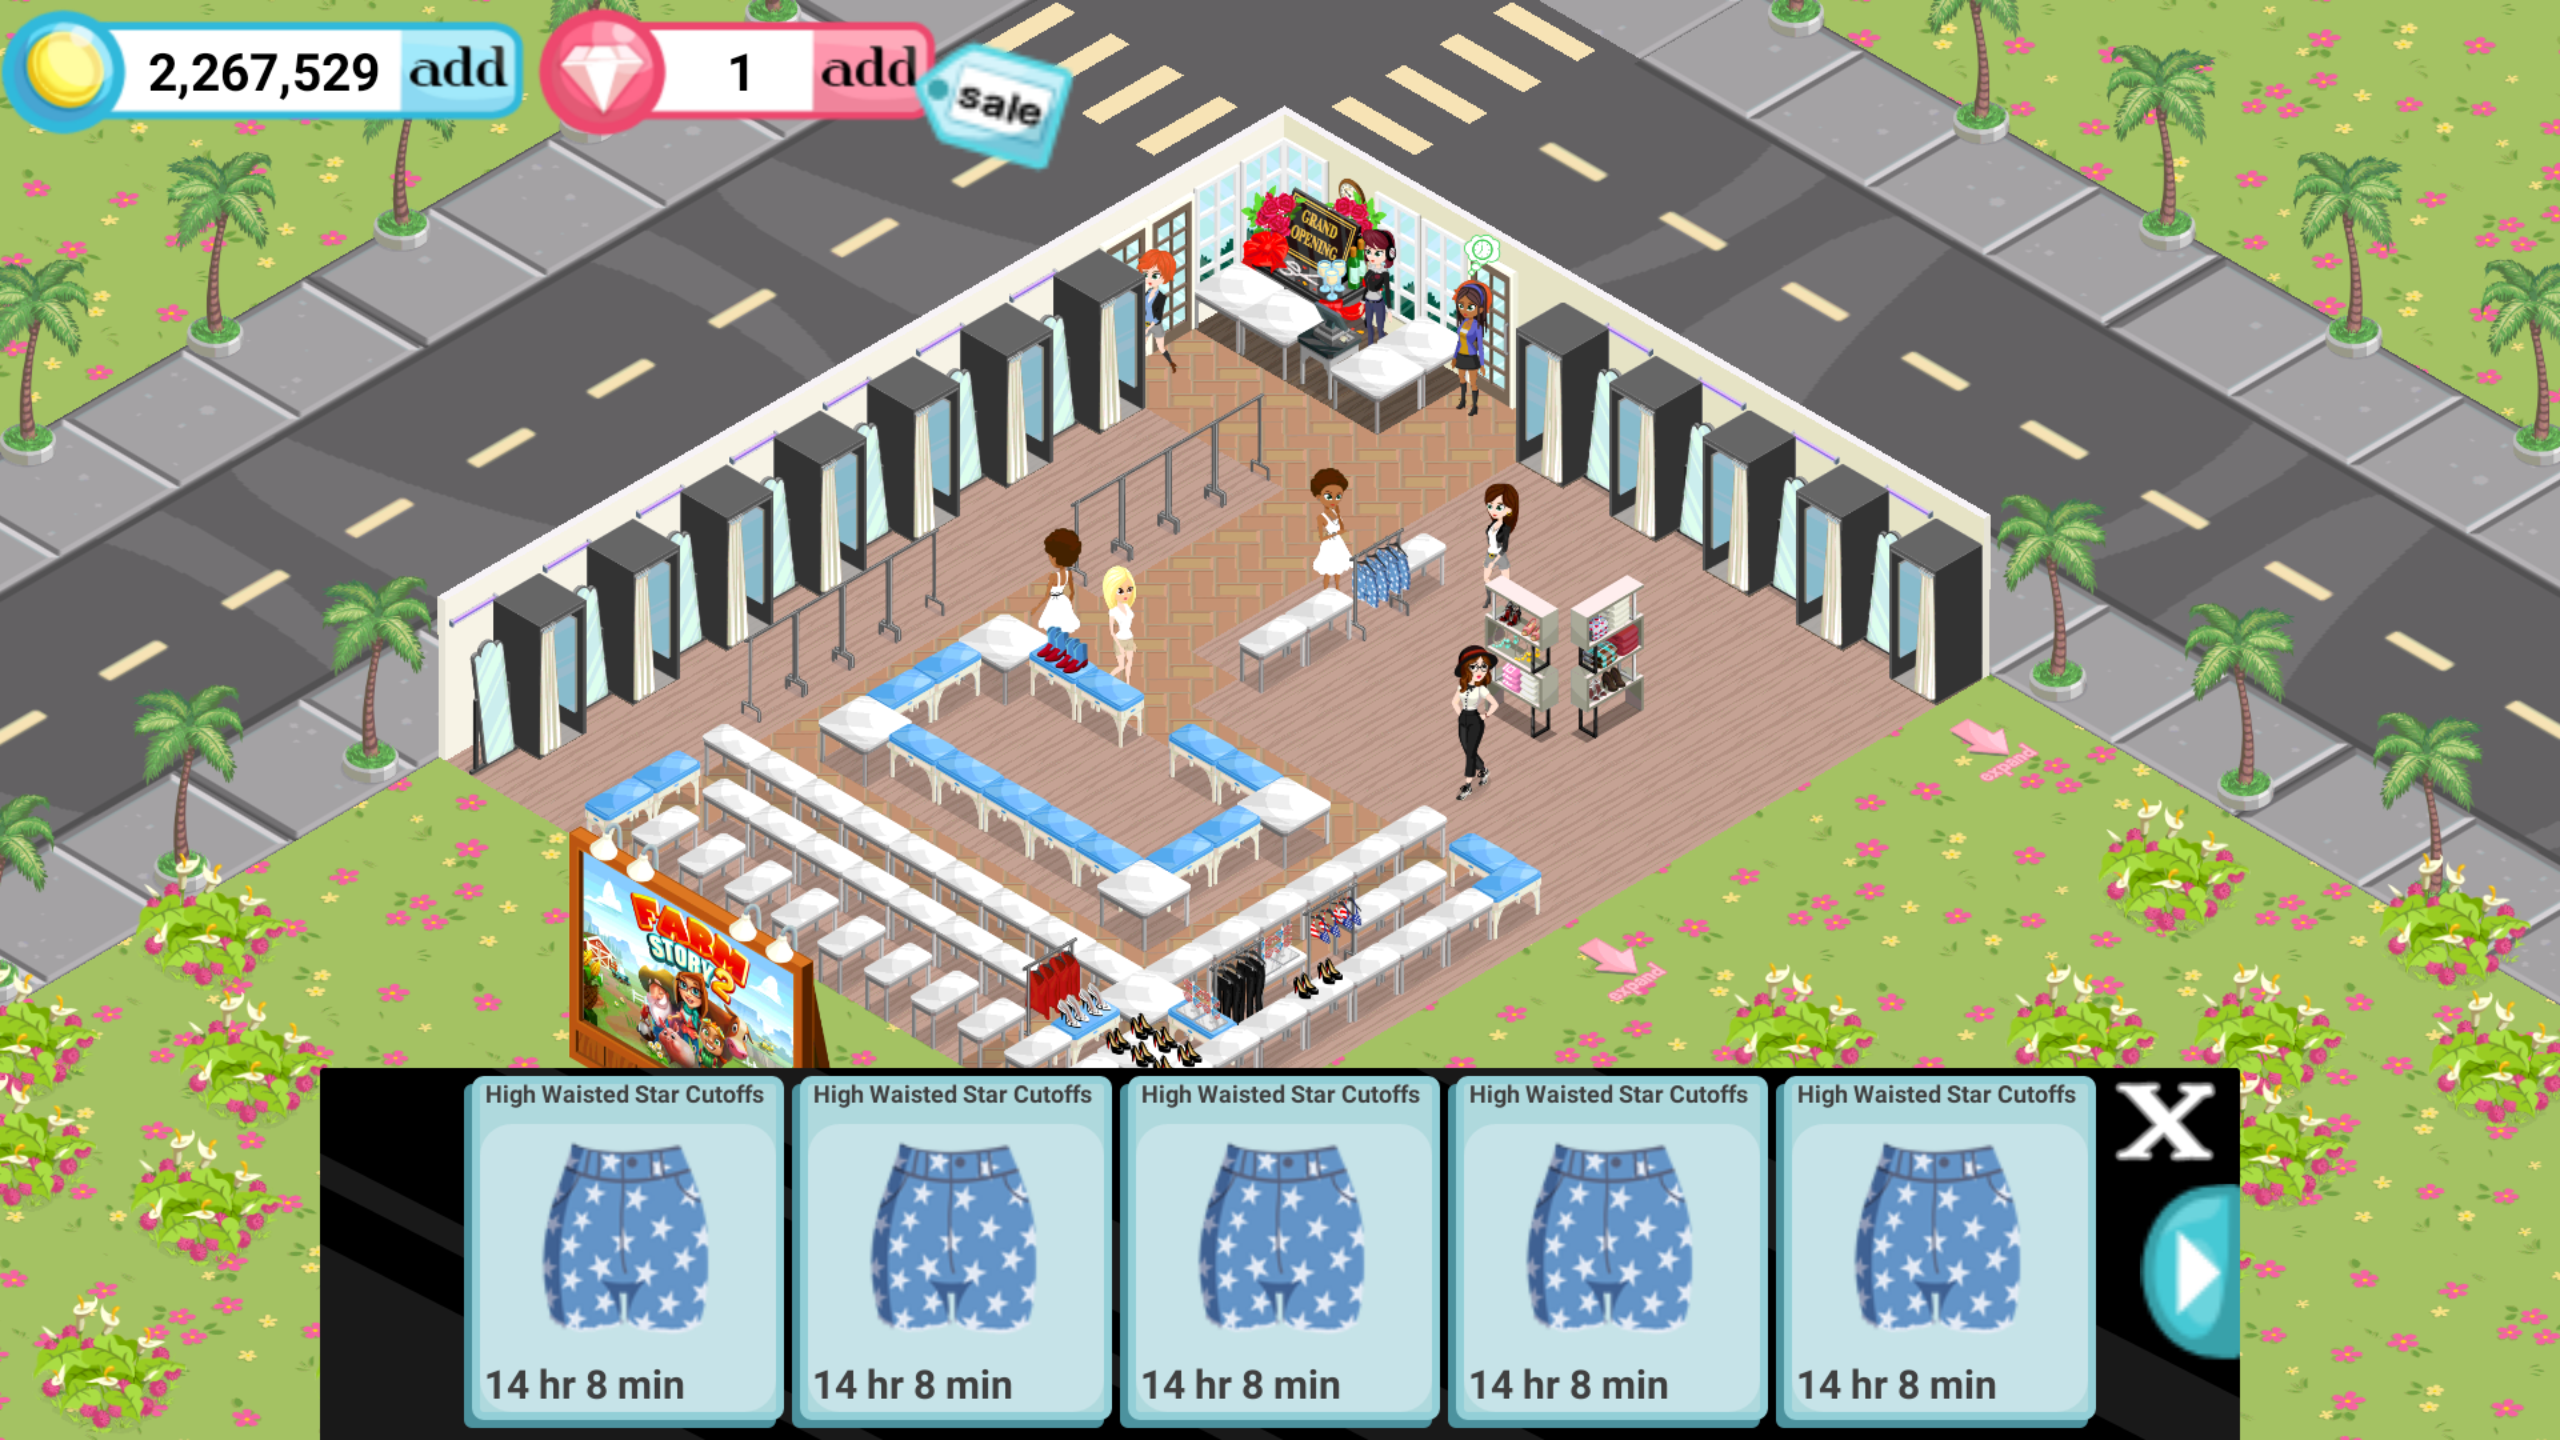 2,267,529 add
1 add
sale
GRAND
OPENING
expand
expand
FARM
STORY 2
High Waisted Star Cutoffs
14 hr 8 min
High Waisted Star Cutoffs
14 hr 8 min
High Waisted Star Cutoffs
14 hr 8 min
High Waisted Star Cutoffs
14 hr 8 min
High Waisted Star Cutoffs
14 hr 8 min
X